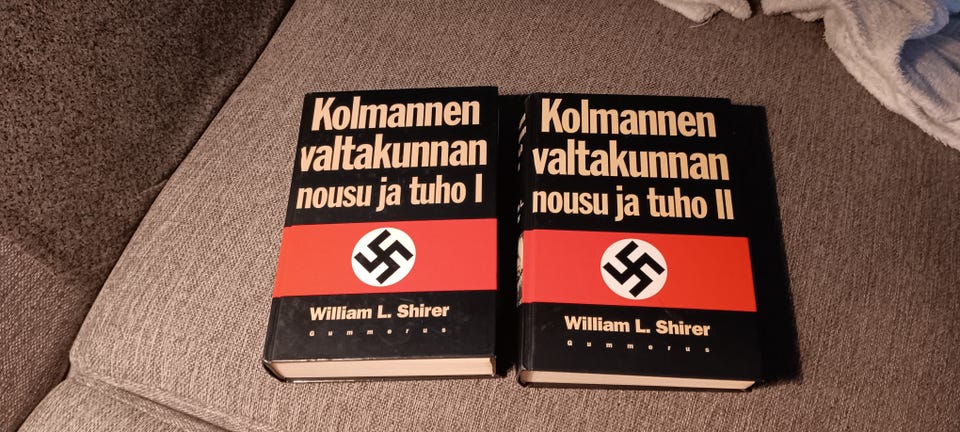 Kolmannen
valtakunnan
nousu ja tuho I
William L. Shirer
Gummerus
Kolmannen
valtakunnan
nousu ja tuho II
William L. Shirer
Gummerus